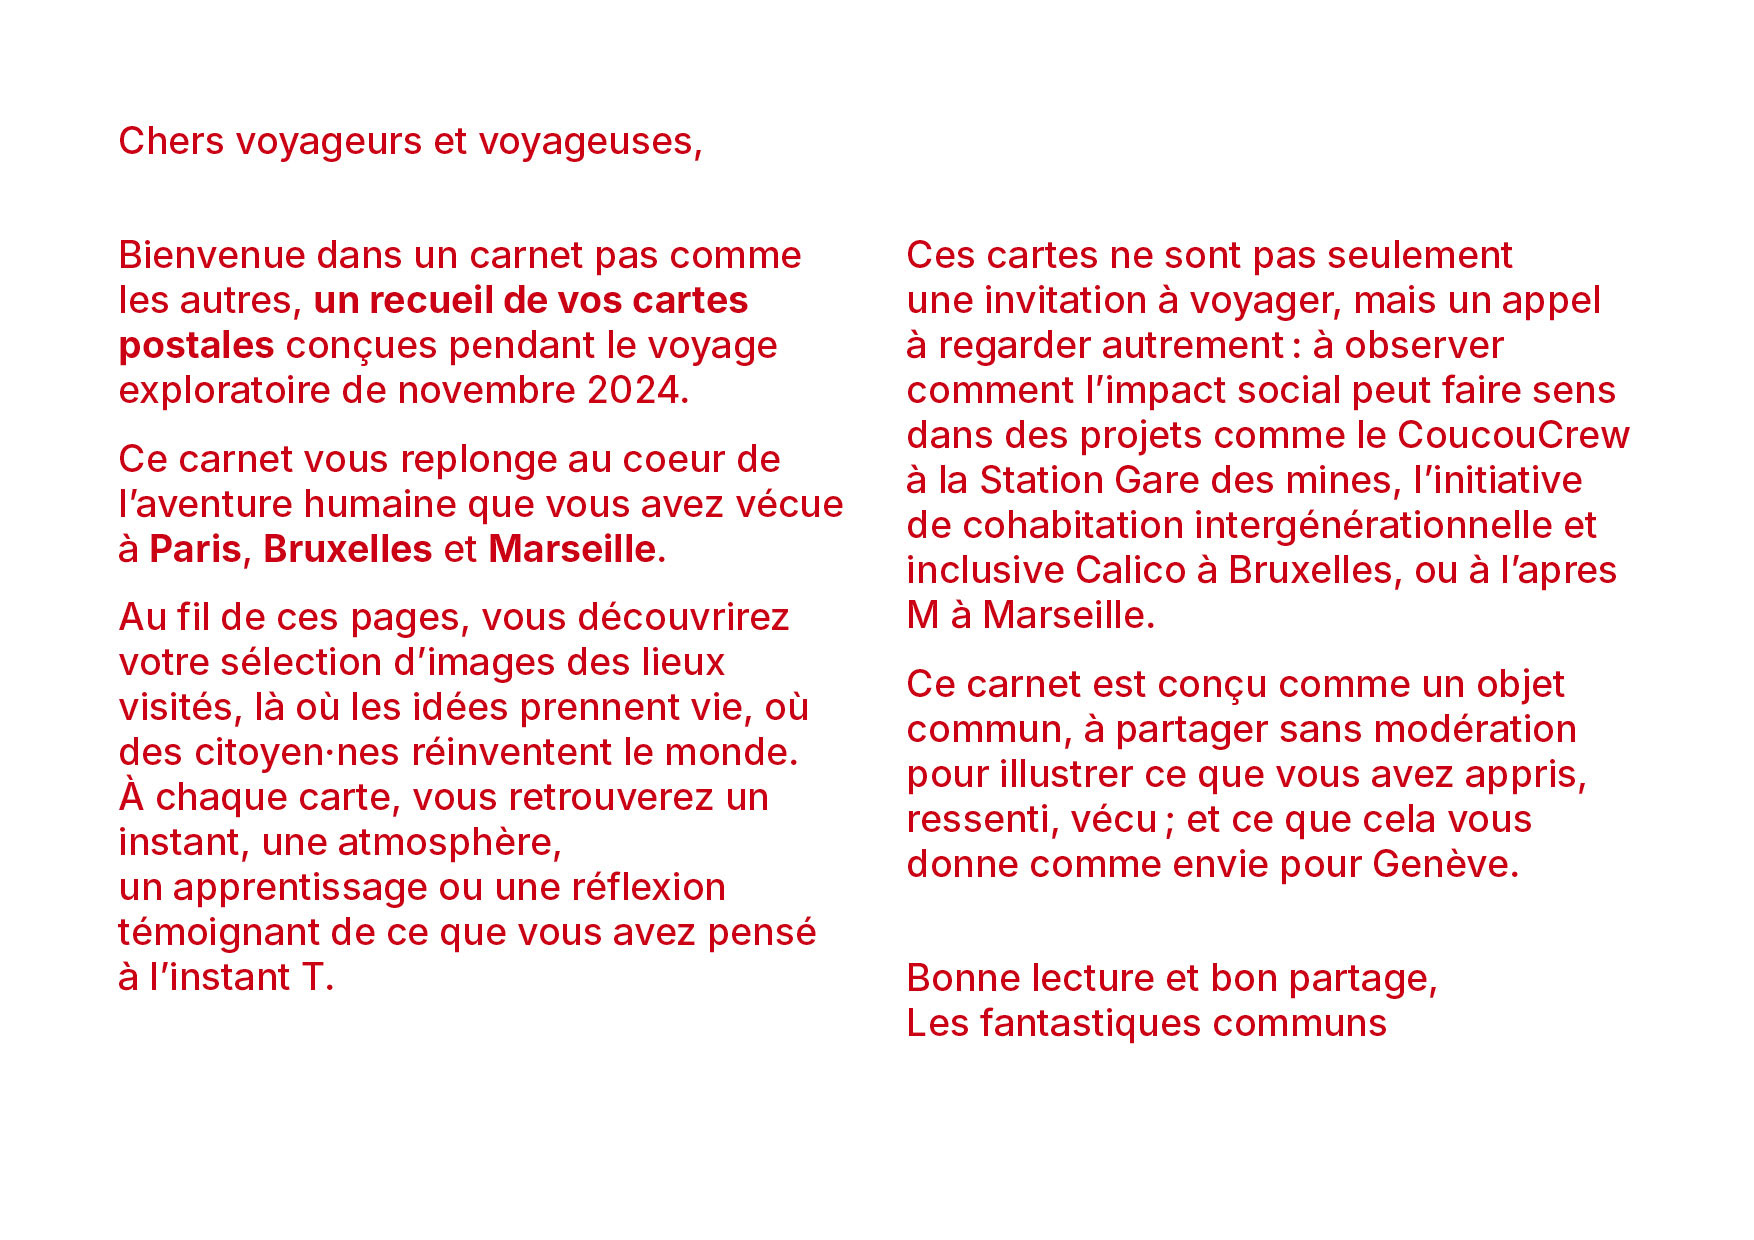 Chers voyageurs et voyageuses,
Bienvenue dans un carnet pas comme
les autres, un recueil de vos cartes
postales conçues pendant le voyage
exploratoire de novembre 2024.
Ce carnet vous replonge au coeur de
l’aventure humaine que vous avez vécue
à Paris, Bruxelles et Marseille.
Au fil de ces pages, vous découvrirez
votre sélection d’images des lieux
visités, là où les idées prennent vie, où
des citoyen·nes réinventent le monde.
À chaque carte, vous retrouverez un
instant, une atmosphère,
un apprentissage ou une réflexion
témoignant de ce que vous avez pensé
à l’instant T.
Ces cartes ne sont pas seulement
une invitation à voyager, mais un appel
à regarder autrement : à observer
comment l’impact social peut faire sens
dans des projets comme le CoucouCrew
à la Station Gare des mines, l’initiative
de cohabitation intergénérationnelle et
inclusive Calico à Bruxelles, ou à l’apres
M à Marseille.
Ce carnet est conçu comme un objet
commun, à partager sans modération
pour illustrer ce que vous avez appris,
ressenti, vécu ; et ce que cela vous
donne comme envie pour Genève.
Bonne lecture et bon partage,
Les fantastiques communs